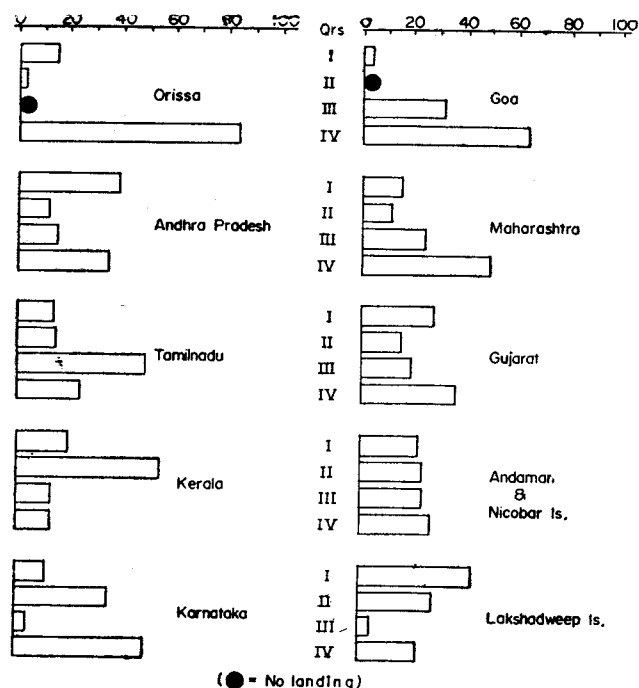 0 20 40 60 80 100
Qrs
0 20 40 60 80 100
Orissa
I
II
III
IV
Goa
Andhra Pradesh
I
II
III
IV
Maharashtra
Tamilnadu
I
II
III
IV
Gujarat
Kerala
I
II
III
IV
Andaman
&
Nicobar Is.
Karnataka
I
II
III
IV
Lakshadweep Is.
(● = No landing)